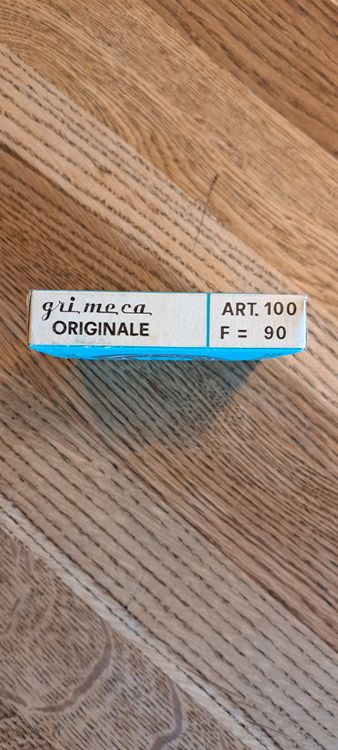 grimeca
ORIGINALE
ART. 100
F = 90